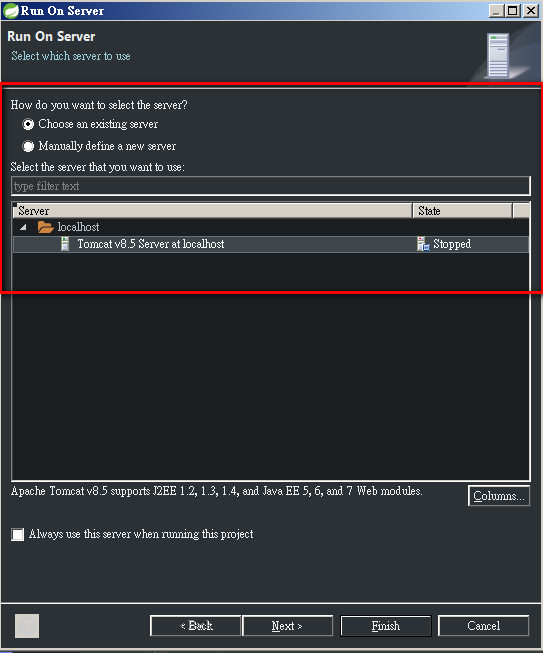 Run On Server
Run On Server
Select which server to use
How do you want to select the server?
Choose an existing server
Manually define a new server
Select the server that you want to use:
type filter text
Server State
localhost
Tomcat v8.5 Server at localhost Stopped
Apache Tomcat v8.5 supports J2EE 1.2, 1.3, 1.4, and Java EE 5, 6, and 7 Web modules.
Columns...
Always use this server when running this project
< Back Next > Finish Cancel